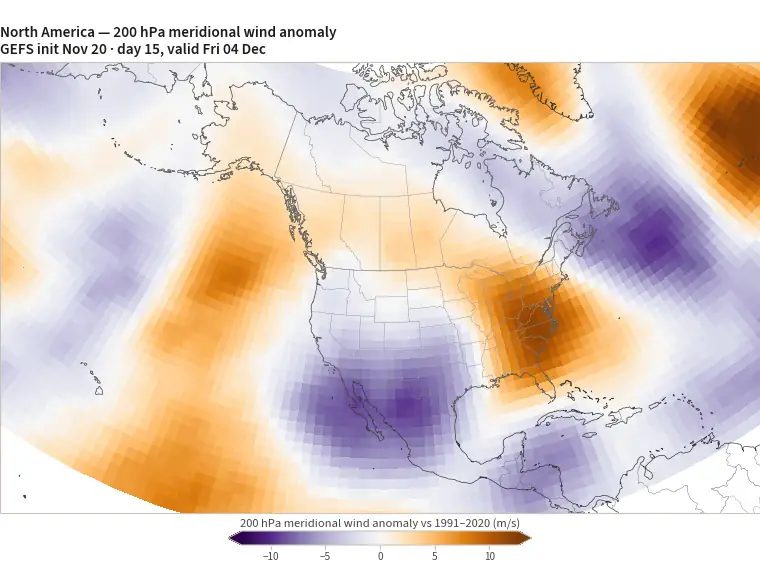 North America — 200 hPa meridional wind anomaly
GEFS init Nov 20 · day 15, valid Fri 04 Dec
200 hPa meridional wind anomaly vs 1991–2020 (m/s)
−10 −5 0 5 10